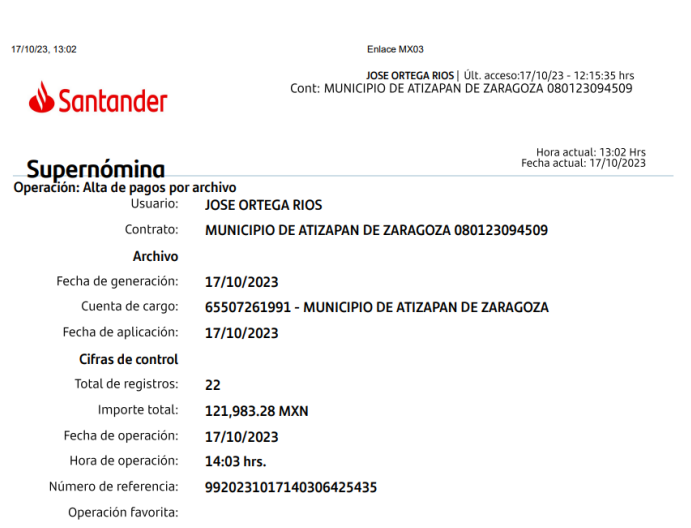 17/10/23, 13:02 Enlace MX03
JOSE ORTEGA RIOS | Últ. acceso:17/10/23 - 12:15:35 hrs
Cont: MUNICIPIO DE ATIZAPAN DE ZARAGOZA 080123094509
Santander
Hora actual: 13:02 Hrs
Fecha actual: 17/10/2023
Supernómina
Operación: Alta de pagos por archivo
Usuario: JOSE ORTEGA RIOS
Contrato: MUNICIPIO DE ATIZAPAN DE ZARAGOZA 080123094509
Archivo
Fecha de generación: 17/10/2023
Cuenta de cargo: 65507261991 - MUNICIPIO DE ATIZAPAN DE ZARAGOZA
Fecha de aplicación: 17/10/2023
Cifras de control
Total de registros: 22
Importe total: 121,983.28 MXN
Fecha de operación: 17/10/2023
Hora de operación: 14:03 hrs.
Número de referencia: 9920231017140306425435
Operación favorita: